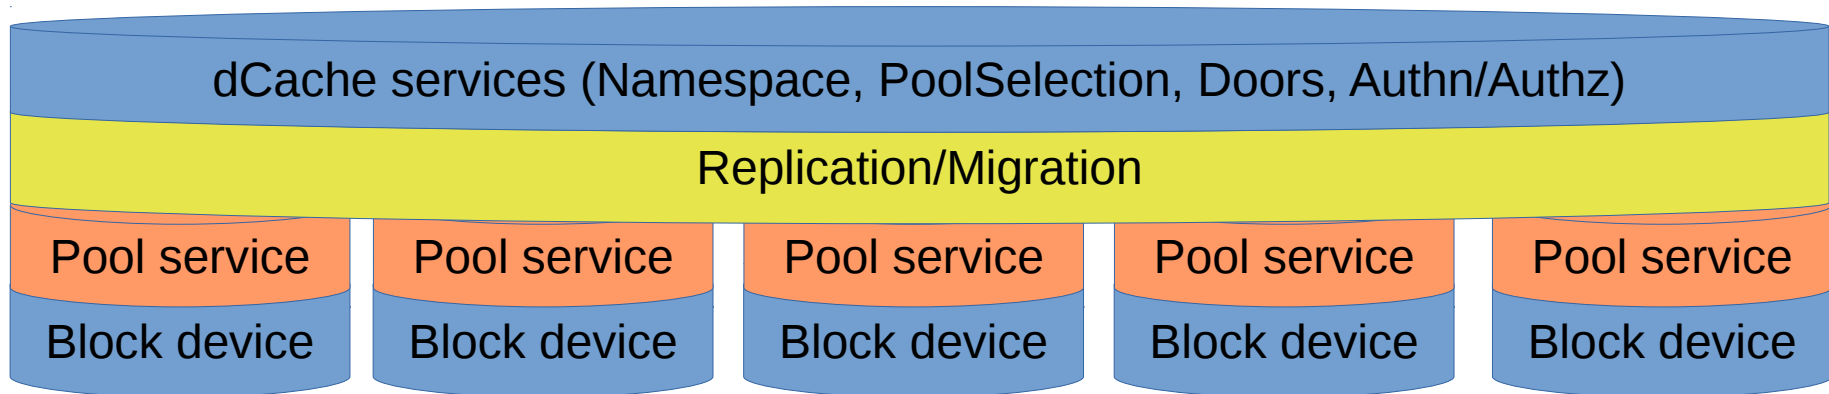 dCache services (Namespace, PoolSelection, Doors, Authn/Authz)
Replication/Migration
Pool service Pool service Pool service Pool service Pool service
Block device Block device Block device Block device Block device